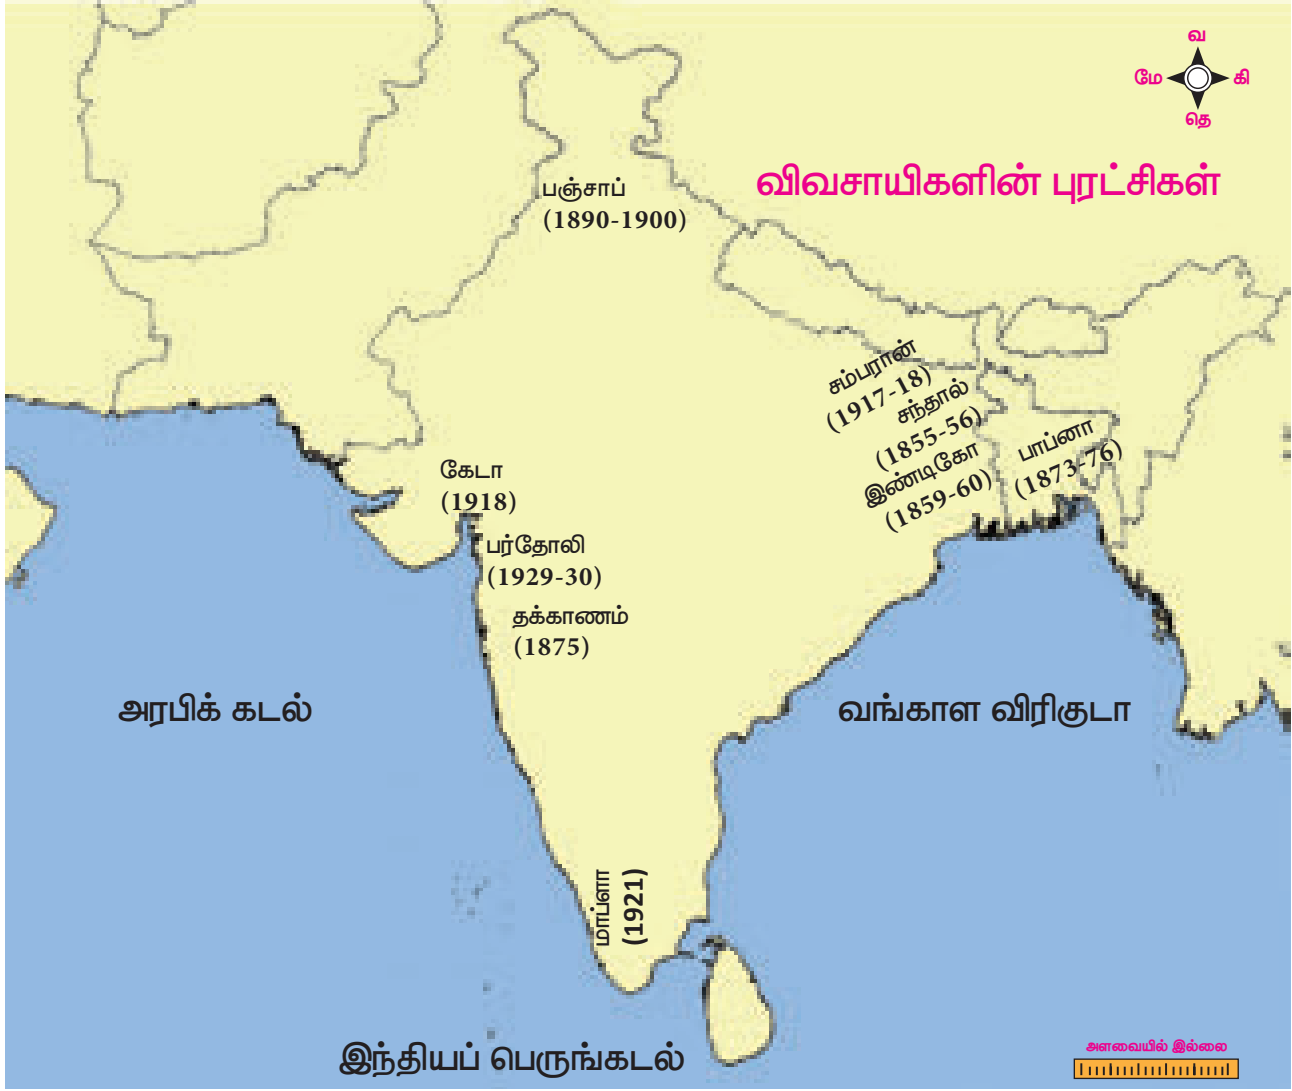 வ
மே
கி
தெ
விவசாயிகளின் புரட்சிகள்
பஞ்சாப்
(1890-1900)
சம்பரான்
(1917-18)
சந்தால்
(1855-56)
இண்டிகோ
(1859-60)
பாப்னா
(1873-76)
கேடா
(1918)
பர்தோலி
(1929-30)
தக்காணம்
(1875)
அரபிக் கடல்
வங்காள விரிகுடா
மாப்ளா
(1921)
இந்தியப் பெருங்கடல்
அளவையில் இல்லை